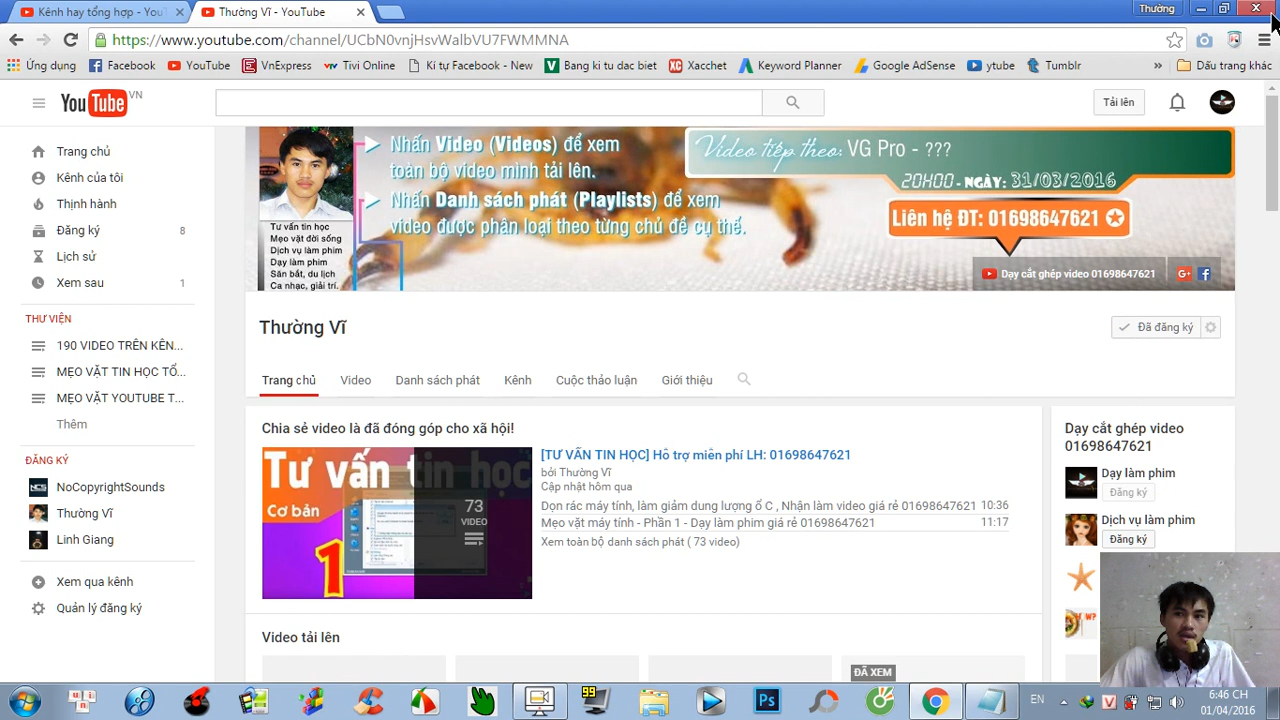 Kênh hay tổng hợp - YouT
Thường Vĩ - YouTube
Thường
https://www.youtube.com/channel/UCbN0vnjHsvWalbVU7FWMMNA
Ứng dụng
Facebook
YouTube
VnExpress
Tivi Online
Kí tự Facebook - New
Bang ki tu dac biet
Xacchet
Keyword Planner
Google AdSense
ytube
Tumblr
»
Dấu trang khác
YouTube VN
Tải lên
Trang chủ
Kênh của tôi
Thịnh hành
Đăng ký 8
Lịch sử
Xem sau 1
THƯ VIỆN
190 VIDEO TRÊN KÊN...
MẸO VẶT TIN HỌC TỔ...
MẸO VẶT YOUTUBE T...
Thêm
ĐĂNG KÝ
NoCopyrightSounds
Thường Vĩ
Linh Giang
Xem qua kênh
Quản lý đăng ký
Nhấn Video (Videos) để xem
toàn bộ video mình tải lên.
Nhấn Danh sách phát (Playlists) để xem
video được phân loại theo từng chủ đề cụ thể.
Tư vấn tin học
Mẹo vặt đời sống
Dịch vụ làm phim
Dạy làm phim
Săn bắt, du lịch
Ca nhạc, giải trí.
Video tiếp theo: VG Pro - ???
20H00 - NGÀY: 31/03/2016
Liên hệ ĐT: 01698647621
Dạy cắt ghép video 01698647621
Thường Vĩ
Đã đăng ký
Trang chủ
Video
Danh sách phát
Kênh
Cuộc thảo luận
Giới thiệu
Chia sẻ video là đã đóng góp cho xã hội!
Tư vấn tin học
Cơ bản
1
73
VIDEO
[TƯ VẤN TIN HỌC] Hỗ trợ miễn phí LH: 01698647621
bởi Thường Vĩ
Cập nhật hôm qua
Dọn rác máy tính, làm giảm dung lượng ổ C , Nhận làm video giá rẻ 01698647621 10:36
Mẹo vặt máy tính - Phần 1 - Dạy làm phim giá rẻ 01698647621 11:17
Xem toàn bộ danh sách phát ( 73 video)
Video tải lên
ĐÃ XEM
Dạy cắt ghép video
01698647621
Dạy làm phim
Đăng ký
Dịch vụ làm phim
Đăng ký
99
EN
6:46 CH
01/04/2016